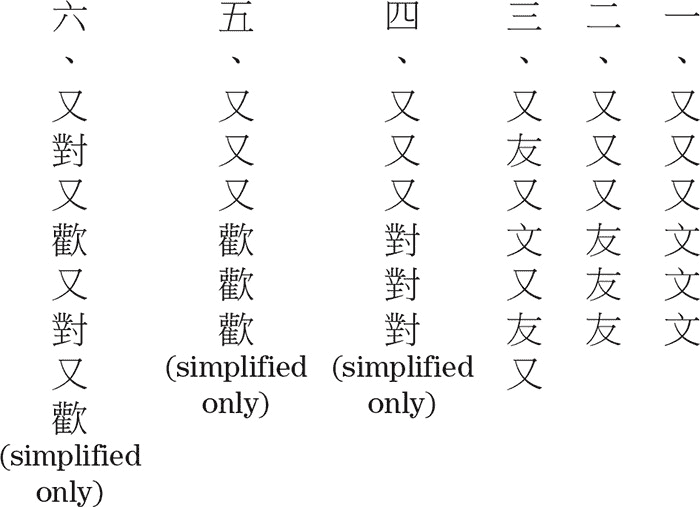 一、又又又文文文
二、又又又友友友
三、又友又文又友又
四、又又又對對對
(simplified
only)
五、又又又歡歡歡
(simplified
only)
六、又對又歡又對又歡
(simplified
only)